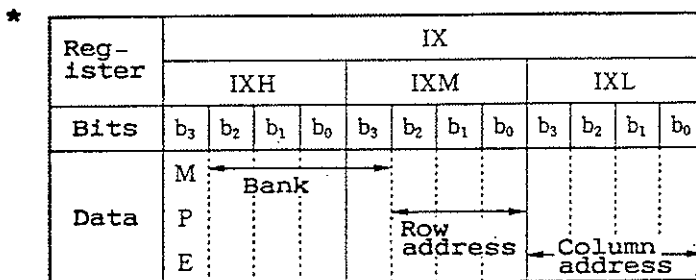 *
Reg-
ister
IX
IXH IXM IXL
Bits b₃ b₂ b₁ b₀ b₃ b₂ b₁ b₀ b₃ b₂ b₁ b₀
Data
M
P
E
Bank
Row
address
Column
address